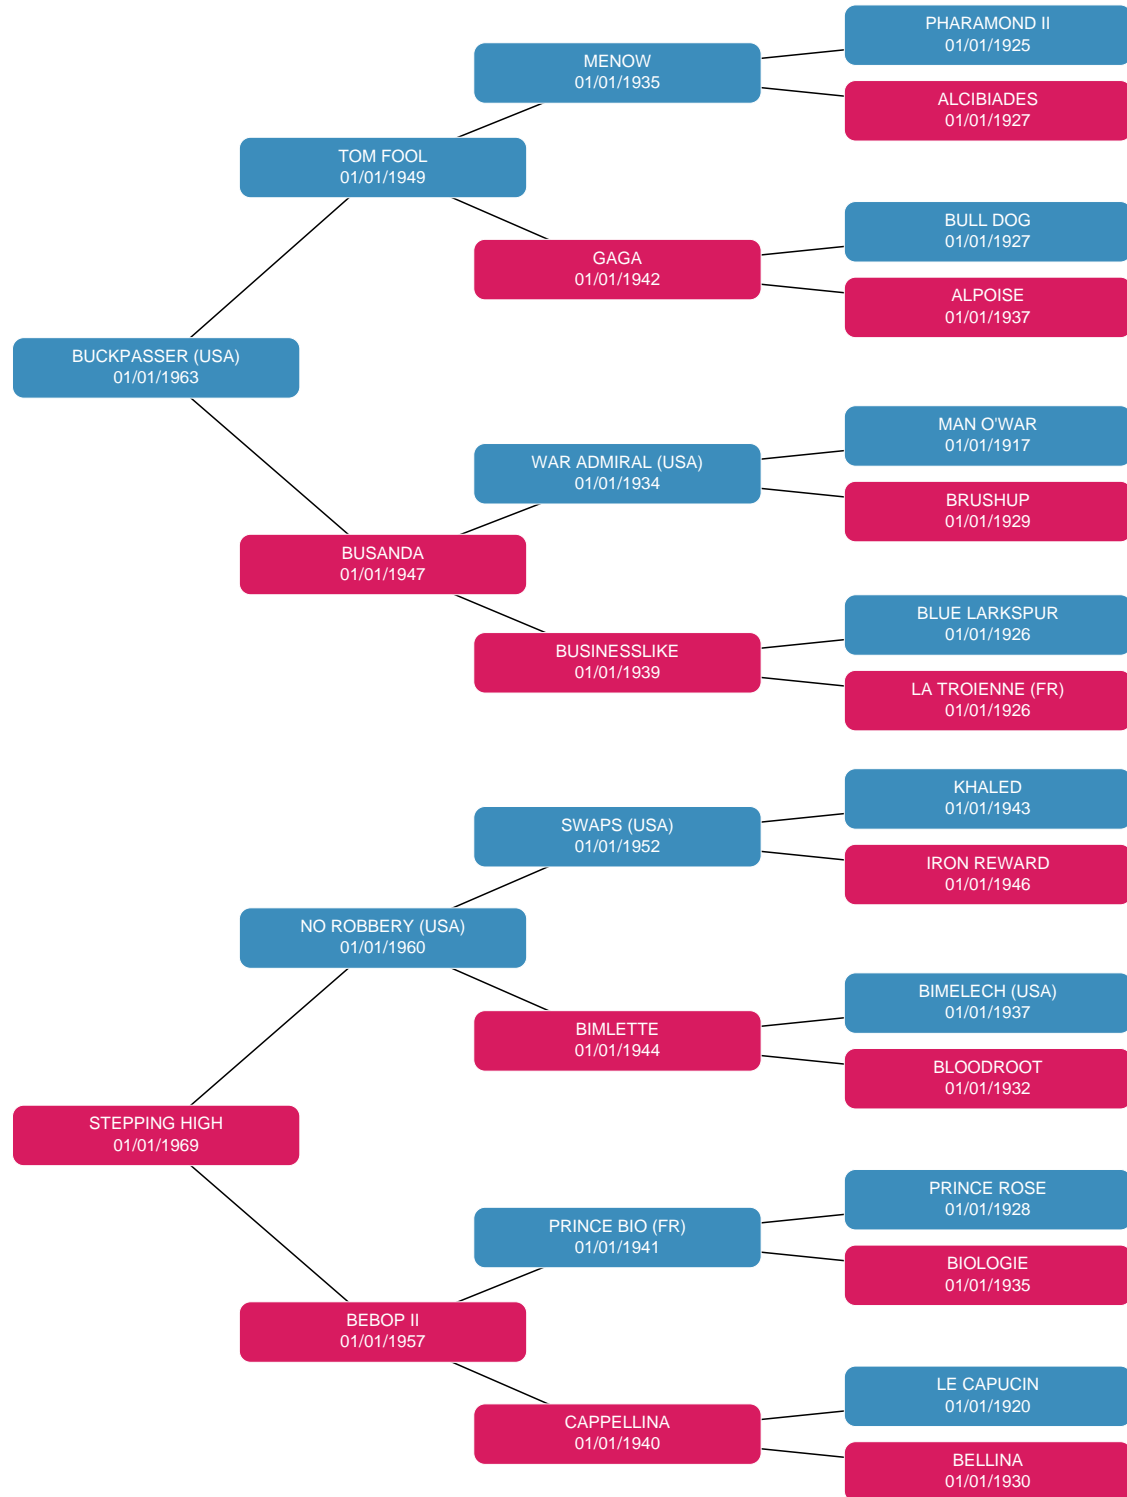 PHARAMOND II
01/01/1925
MENOW
01/01/1935
ALCIBIADES
01/01/1927
TOM FOOL
01/01/1949
BULL DOG
01/01/1927
GAGA
01/01/1942
ALPOISE
01/01/1937
BUCKPASSER (USA)
01/01/1963
MAN O'WAR
01/01/1917
WAR ADMIRAL (USA)
01/01/1934
BRUSHUP
01/01/1929
BUSANDA
01/01/1947
BLUE LARKSPUR
01/01/1926
BUSINESSLIKE
01/01/1939
LA TROIENNE (FR)
01/01/1926
KHALED
01/01/1943
SWAPS (USA)
01/01/1952
IRON REWARD
01/01/1946
NO ROBBERY (USA)
01/01/1960
BIMELECH (USA)
01/01/1937
BIMLETTE
01/01/1944
BLOODROOT
01/01/1932
STEPPING HIGH
01/01/1969
PRINCE ROSE
01/01/1928
PRINCE BIO (FR)
01/01/1941
BIOLOGIE
01/01/1935
BEBOP II
01/01/1957
LE CAPUCIN
01/01/1920
CAPPELLINA
01/01/1940
BELLINA
01/01/1930